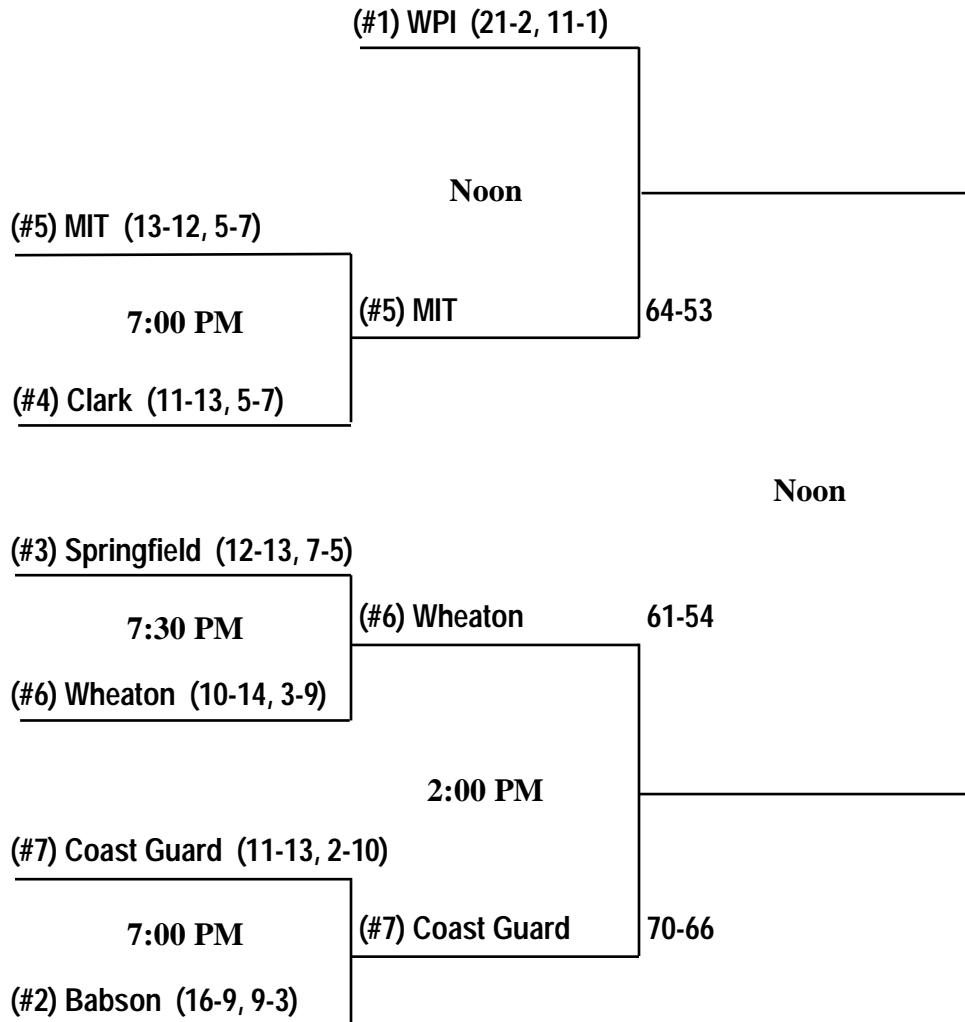 (#1) WPI (21-2, 11-1)
Noon
(#5) MIT (13-12, 5-7)
7:00 PM
(#5) MIT 64-53
(#4) Clark (11-13, 5-7)
Noon
(#3) Springfield (12-13, 7-5)
7:30 PM
(#6) Wheaton 61-54
(#6) Wheaton (10-14, 3-9)
2:00 PM
(#7) Coast Guard (11-13, 2-10)
7:00 PM
(#7) Coast Guard 70-66
(#2) Babson (16-9, 9-3)